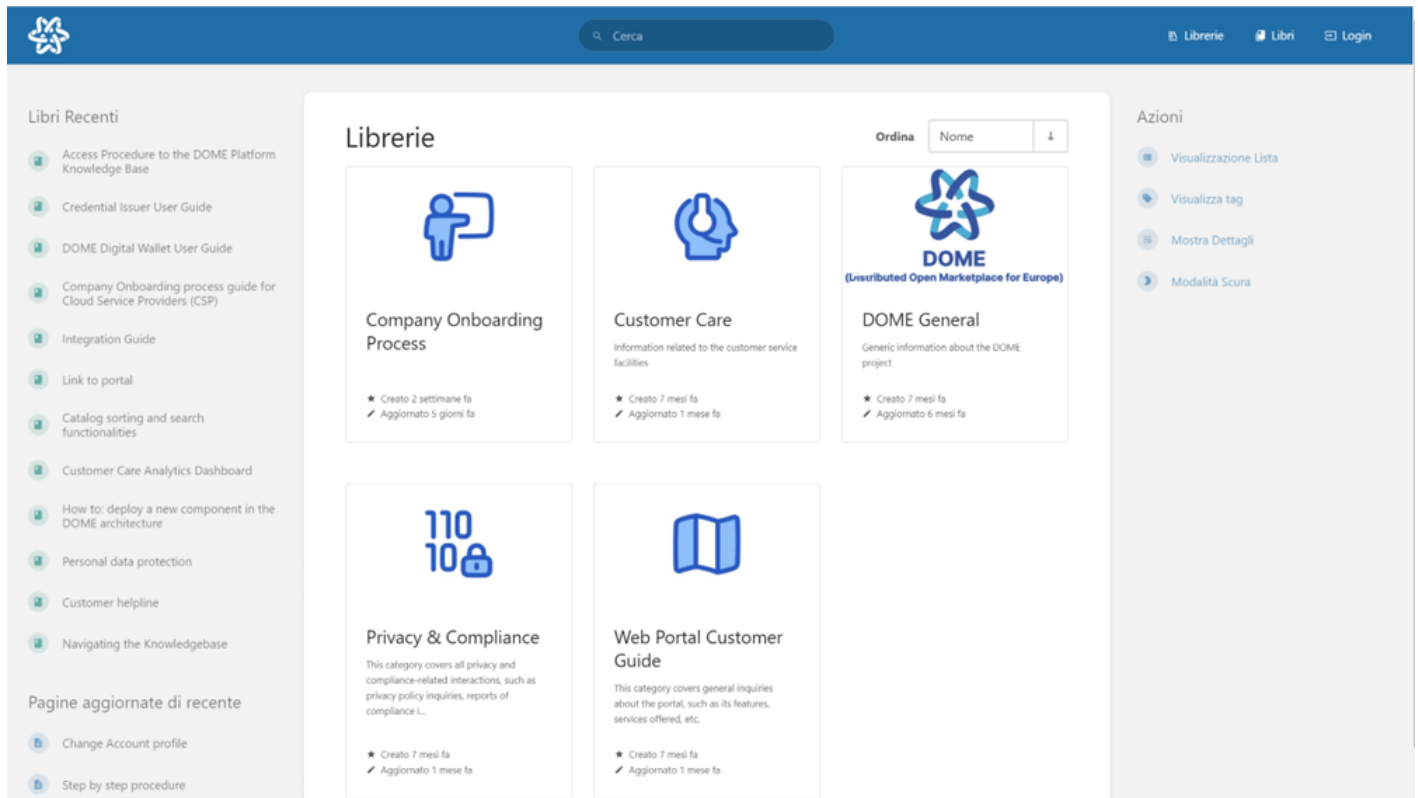 Cerca
Librerie
Libri
Login
Libri Recenti
Access Procedure to the DOME Platform
Knowledge Base
Credential Issuer User Guide
DOME Digital Wallet User Guide
Company Onboarding process guide for
Cloud Service Providers (CSP)
Integration Guide
Link to portal
Catalog sorting and search
functionalities
Customer Care Analytics Dashboard
How to: deploy a new component in the
DOME architecture
Personal data protection
Customer helpline
Navigating the Knowledgebase
Pagine aggiornate di recente
Change Account profile
Step by step procedure
Librerie
Ordina
Nome
Company Onboarding
Process
Creato 2 settimane fa
Aggiornato 5 giorni fa
Customer Care
Information related to the customer service
facilities
Creato 7 mesi fa
Aggiornato 1 mese fa
DOME
(Distributed Open Marketplace for Europe)
DOME General
Generic information about the DOME
project
Creato 7 mesi fa
Aggiornato 6 mesi fa
110
10
Privacy & Compliance
This category covers all privacy and
compliance-related interactions, such as
privacy policy inquiries, reports of
compliance i...
Creato 7 mesi fa
Aggiornato 1 mese fa
Web Portal Customer
Guide
This category covers general inquiries
about the portal, such as its features,
services offered, etc.
Creato 7 mesi fa
Aggiornato 1 mese fa
Azioni
Visualizzazione Lista
Visualizza tag
Mostra Dettagli
Modalità Scura